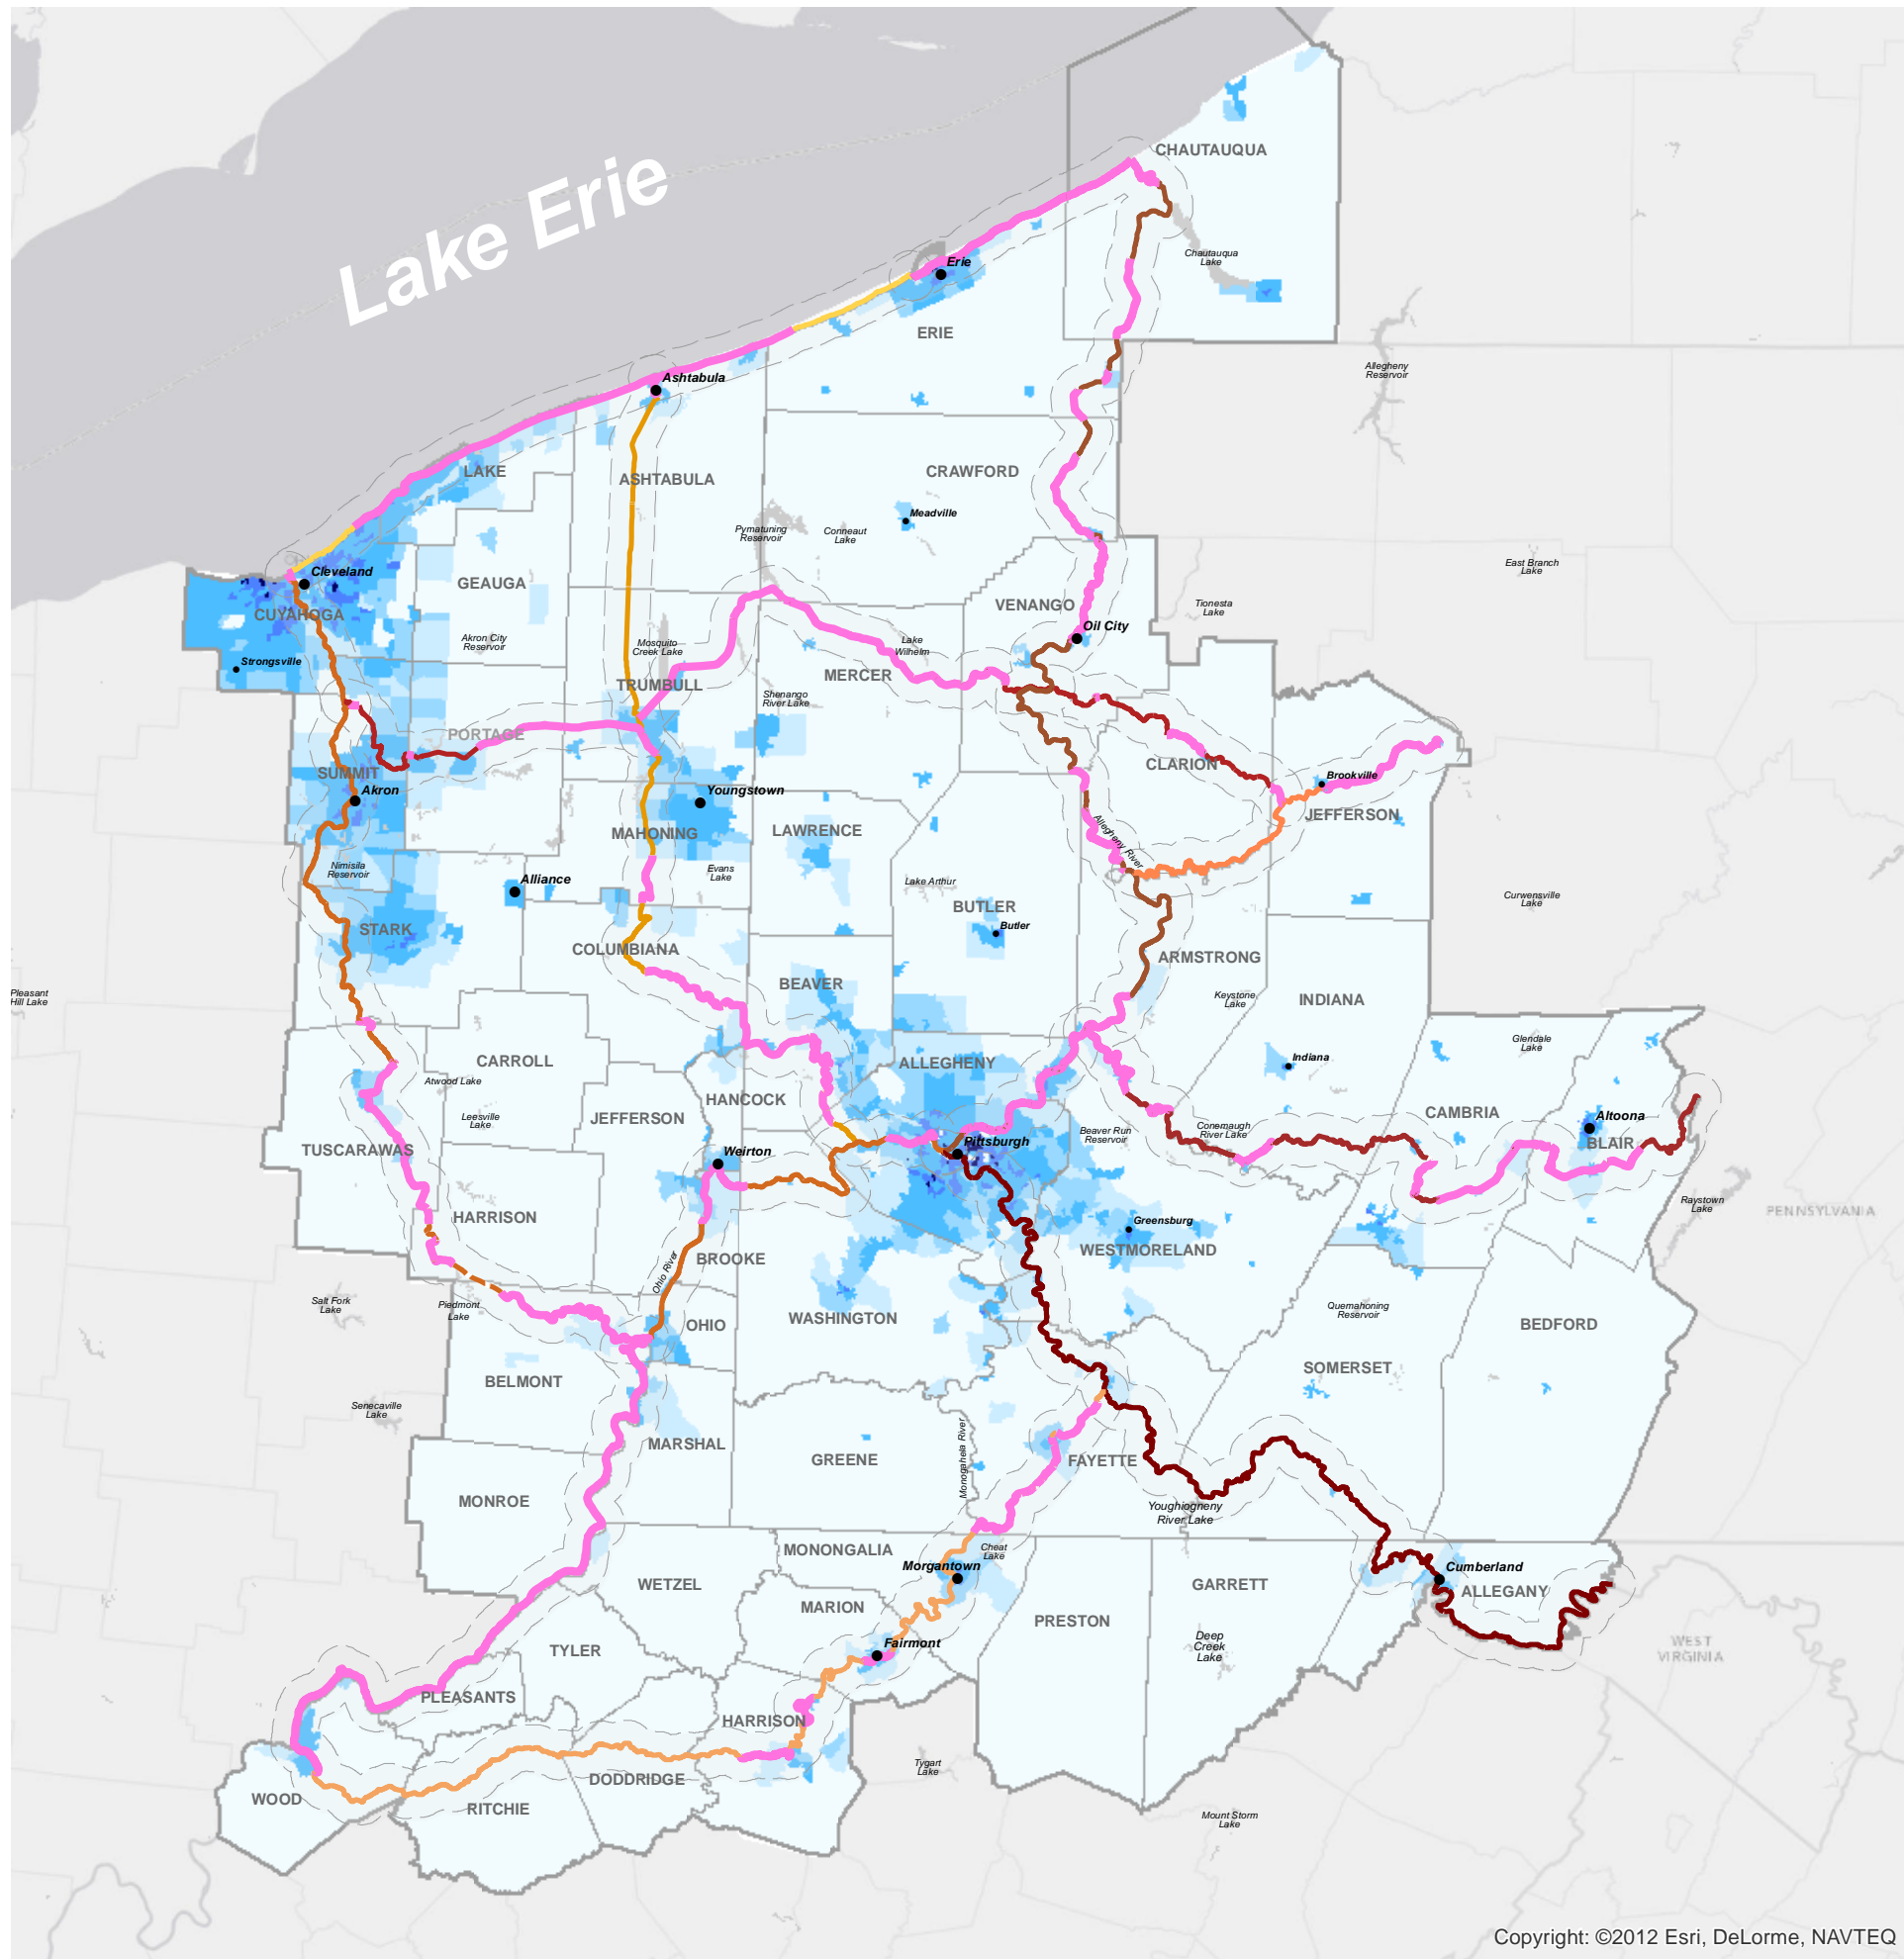 Lake Erie
CHAUTAUQUA
Chautauqua
Lake
Erie
ERIE
Allegheny
Reservoir
Ashtabula
LAKE
ASHTABULA
CRAWFORD
Meadville
Pymatuning
Reservoir
Conneaut
Lake
Cleveland
GEAUGA
East Branch
Lake
CUYAHOGA
VENANGO
Tionesta
Lake
Oil City
Akron City
Reservoir
Mosquito
Creek Lake
Lake
Wilhelm
Strongsville
TRUMBULL
MERCER
Shenango
River Lake
PORTAGE
CLARION
SUMMIT
Brookville
Akron
Youngstown
JEFFERSON
MAHONING
LAWRENCE
Allegheny River
Nimisila
Reservoir
Evans
Lake
Alliance
Lake Arthur
Curwensville
Lake
BUTLER
STARK
Butler
COLUMBIANA
ARMSTRONG
BEAVER
Pleasant
Hill Lake
Keystone
Lake
INDIANA
Glendale
Lake
CARROLL
ALLEGHENY
Indiana
Atwood Lake
HANCOCK
Leesville
Lake
JEFFERSON
CAMBRIA
Altoona
Beaver Run
Reservoir
Conemaugh
River Lake
BLAIR
TUSCARAWAS
Pittsburgh
Weirton
Raystown
Lake
PENNSYLVANIA
HARRISON
Greensburg
WESTMORELAND
BROOKE
Ohio River
Salt Fork
Lake
Piedmont
Lake
Quemahoning
Reservoir
WASHINGTON
OHIO
BEDFORD
SOMERSET
BELMONT
Senecaville
Lake
MARSHAL
Monogahela River
GREENE
FAYETTE
MONROE
Youghiogneny
River Lake
MONONGALIA
Cheat
Lake
Morgantown
Cumberland
WETZEL
GARRETT
ALLEGANY
MARION
PRESTON
Fairmont
Deep
Creek
Lake
WEST
VIRGINIA
TYLER
PLEASANTS
HARRISON
Tygart
Lake
DODDRIDGE
WOOD
RITCHIE
Mount Storm
Lake
Copyright: ©2012 Esri, DeLorme, NAVTEQ